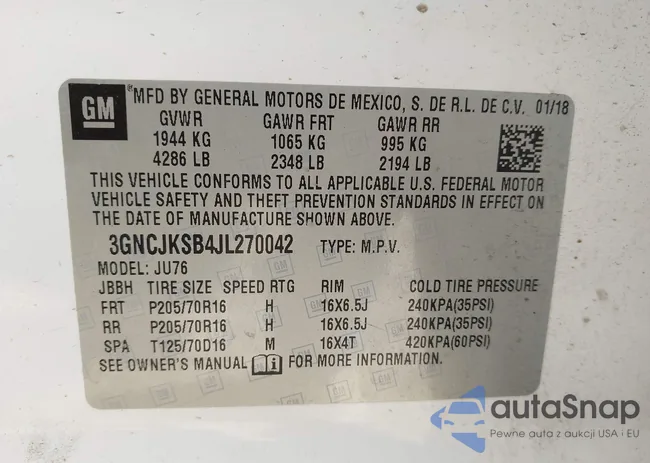 GM
MFD BY GENERAL MOTORS DE MEXICO, S. DE R.L. DE C.V. 01/18
GVWR GAWR FRT GAWR RR
1944 KG 1065 KG 995 KG
4286 LB 2348 LB 2194 LB
THIS VEHICLE CONFORMS TO ALL APPLICABLE U.S. FEDERAL MOTOR
VEHICLE SAFETY AND THEFT PREVENTION STANDARDS IN EFFECT ON
THE DATE OF MANUFACTURE SHOWN ABOVE.
3GNCJKSB4JL270042 TYPE: M.P.V.
MODEL: JU76
JBBH TIRE SIZE SPEED RTG RIM COLD TIRE PRESSURE
FRT P205/70R16 H 16X6.5J 240KPA(35PSI)
RR P205/70R16 H 16X6.5J 240KPA(35PSI)
SPA T125/70D16 M 16X4T 420KPA(60PSI)
SEE OWNER'S MANUAL FOR MORE INFORMATION.
autaSnap
Pewne auta z aukcji USA i EU